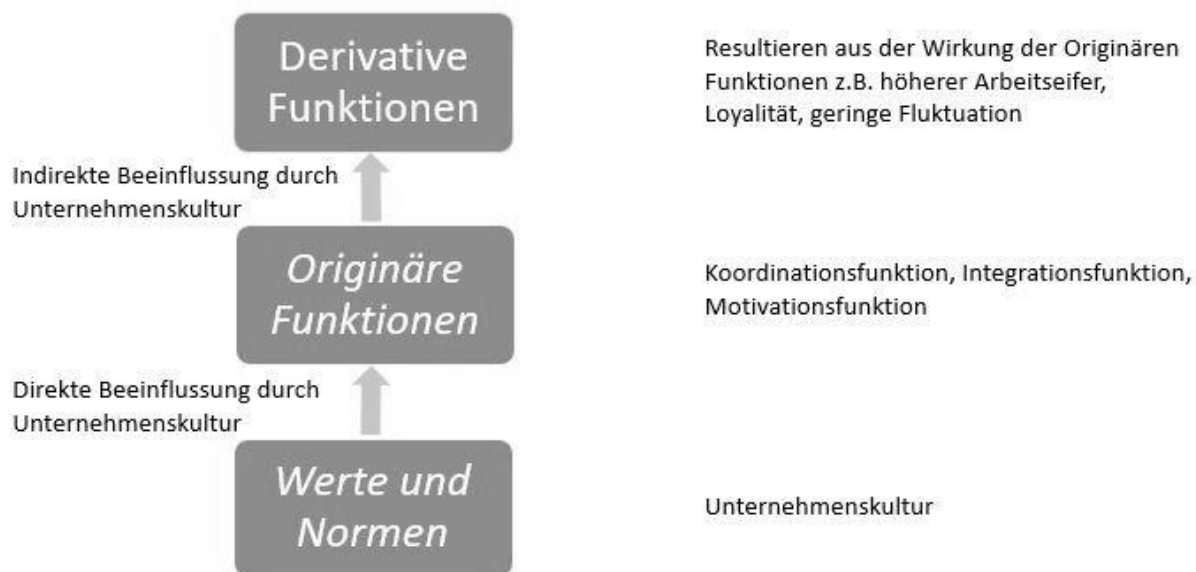 Derivative
Funktionen
Resultieren aus der Wirkung der Originären
Funktionen z.B. höherer Arbeitseifer,
Loyalität, geringe Fluktuation
Indirekte Beeinflussung durch
Unternehmenskultur
Originäre
Funktionen
Koordinationsfunktion, Integrationsfunktion,
Motivationsfunktion
Direkte Beeinflussung durch
Unternehmenskultur
Werte und
Normen
Unternehmenskultur